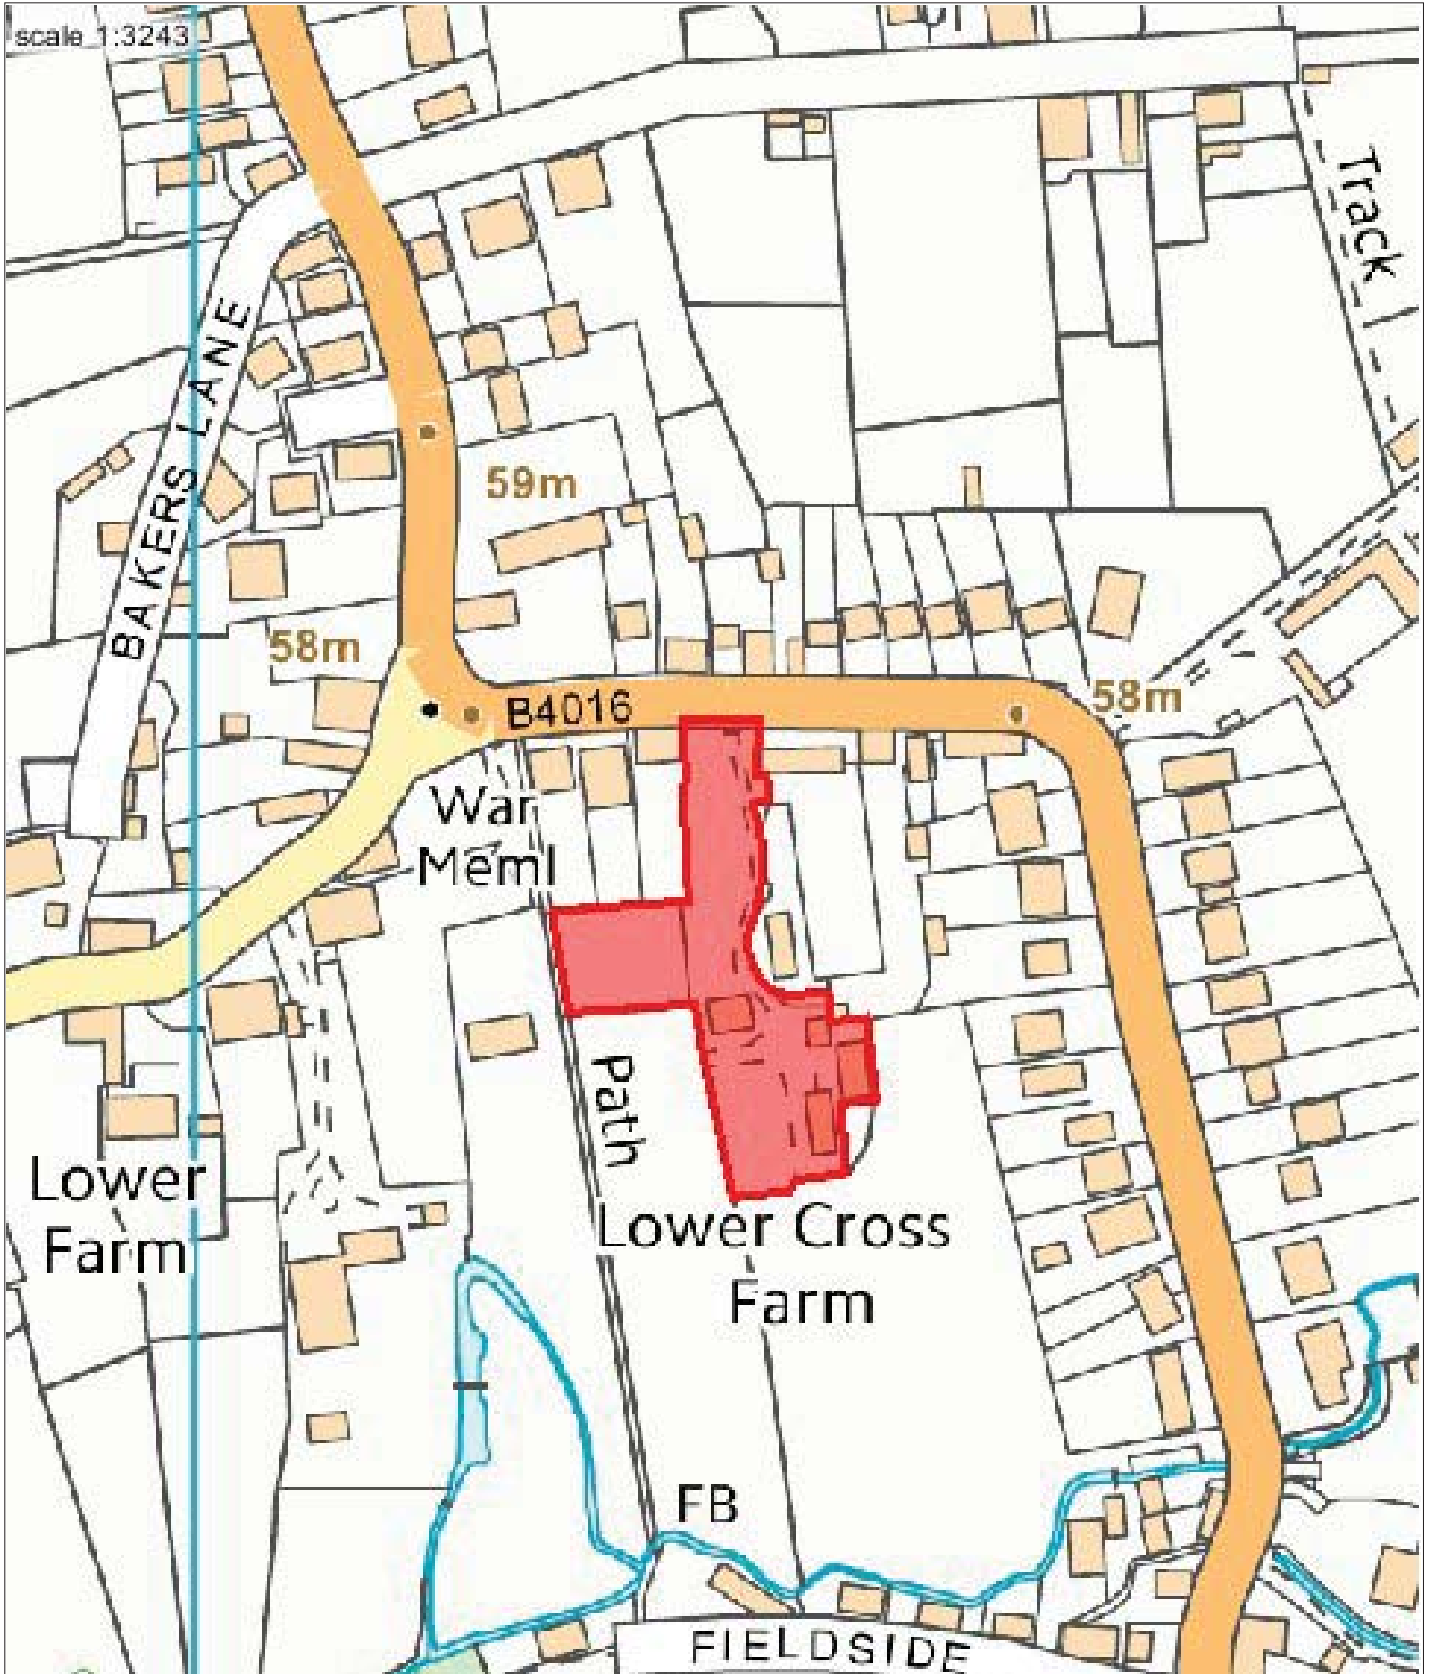 scale 1:3243
Track
BAKERS LANE
59m
58m
58m
B4016
War
Meml
Path
Lower
Farm
Lower Cross
Farm
FB
FIELDSIDE